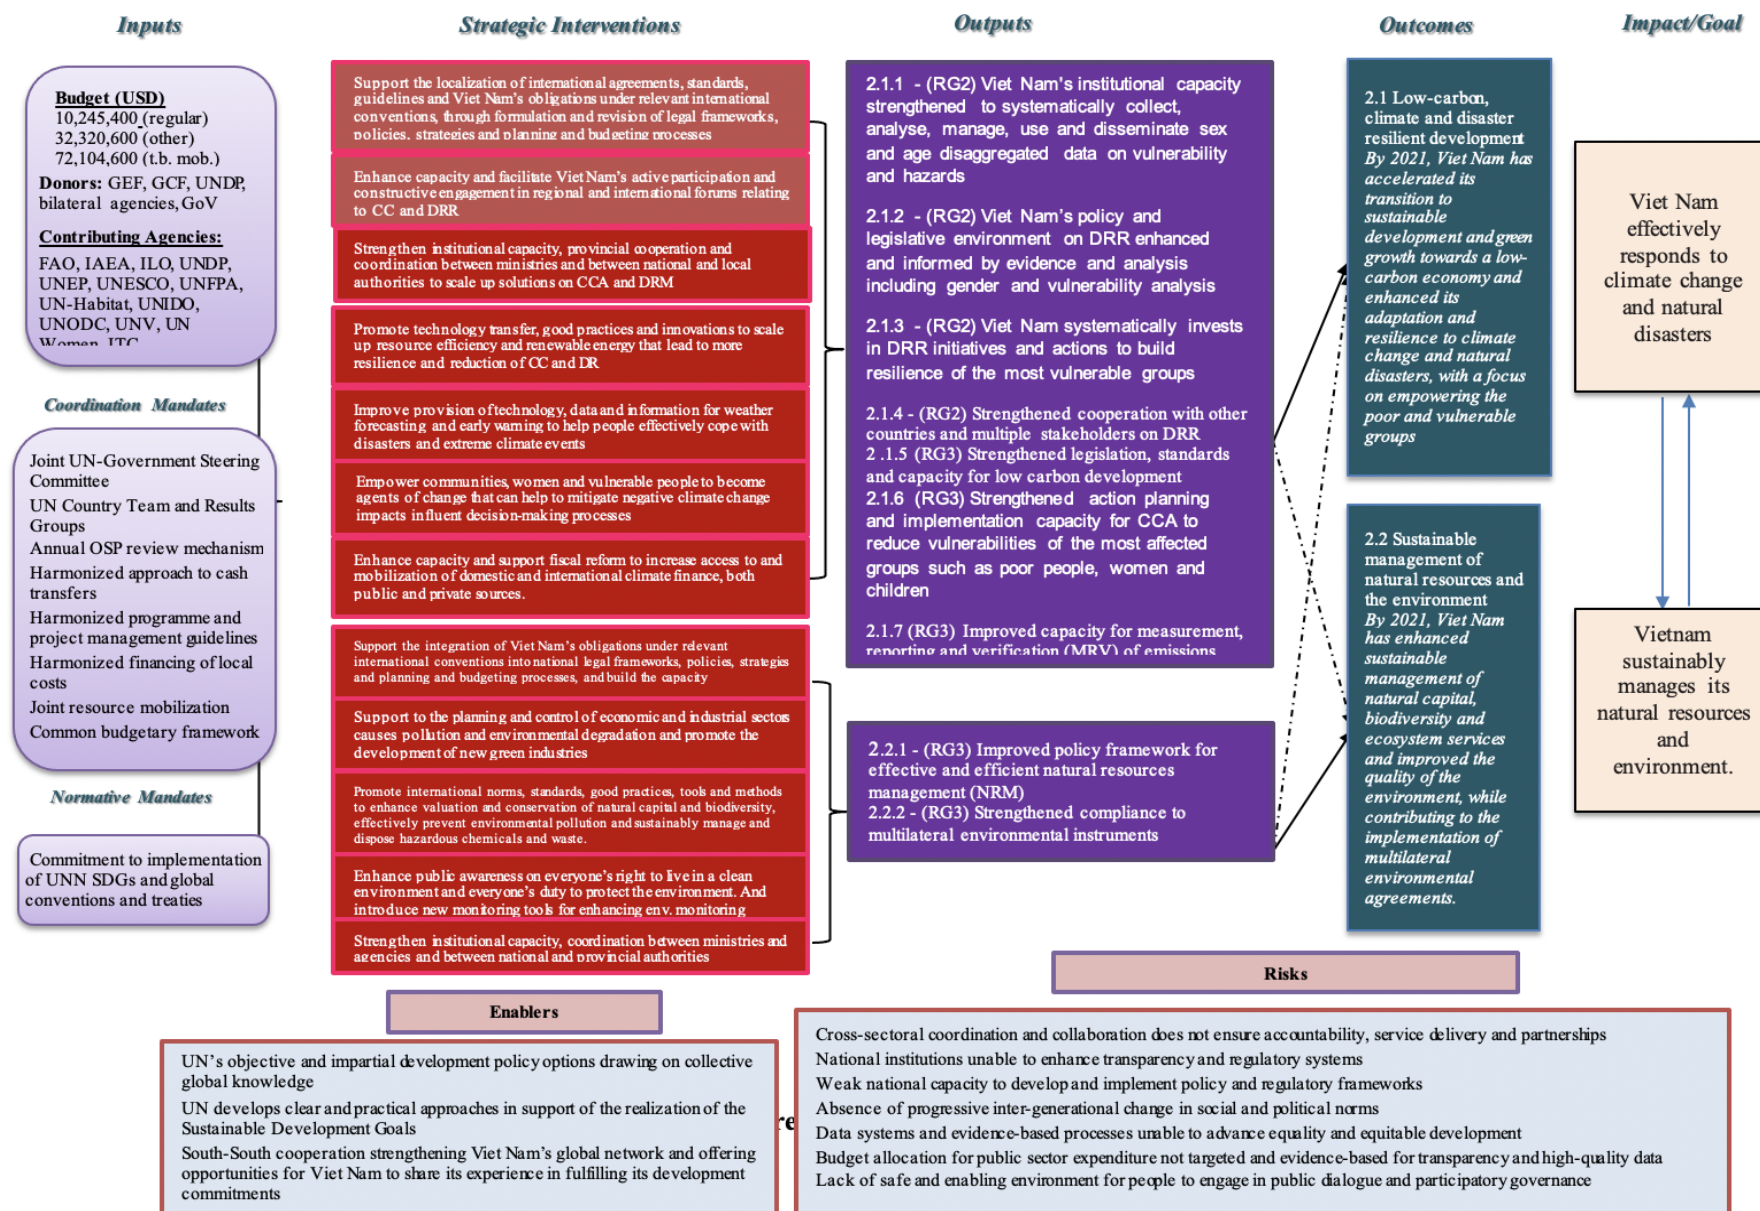 Inputs
Strategic Interventions
Outputs
Outcomes
Impact/Goal
Budget (USD)
10,245,400 (regular)
32,320,600 (other)
72,104,600 (t.b. mob.)
Donors: GEF, GCF, UNDP,
bilateral agencies, GoV
Contributing Agencies:
FAO, IAEA, ILO, UNDP,
UNEP, UNESCO, UNFPA,
UN-Habitat, UNIDO,
UNODC, UNV, UN
Women, ITC
Coordination Mandates
Joint UN-Government Steering
Committee
UN Country Team and Results
Groups
Annual OSP review mechanism
Harmonized approach to cash
transfers
Harmonized programme and
project management guidelines
Harmonized financing of local
costs
Joint resource mobilization
Common budgetary framework
Normative Mandates
Commitment to implementation
of UNN SDGs and global
conventions and treaties
Support the localization of international agreements, standards,
guidelines and Viet Nam's obligations under relevant international
conventions, through formulation and revision of legal frameworks,
policies, strategies and planning and budgeting processes
Enhance capacity and facilitate Viet Nam's active participation and
constructive engagement in regional and international forums relating
to CC and DRR
Strengthen institutional capacity, provincial cooperation and
coordination between ministries and between national and local
authorities to scale up solutions on CCA and DRM
Promote technology transfer, good practices and innovations to scale
up resource efficiency and renewable energy that lead to more
resilience and reduction of CC and DR
Improve provision of technology, data and information for weather
forecasting and early warning to help people effectively cope with
disasters and extreme climate events
Empower communities, women and vulnerable people to become
agents of change that can help to mitigate negative climate change
impacts influent decision-making processes
Enhance capacity and support fiscal reform to increase access to and
mobilization of domestic and international climate finance, both
public and private sources.
Support the integration of Viet Nam's obligations under relevant
international conventions into national legal frameworks, policies, strategies
and planning and budgeting processes, and build the capacity
Support to the planning and control of economic and industrial sectors
causes pollution and environmental degradation and promote the
development of new green industries
Promote international norms, standards, good practices, tools and methods
to enhance valuation and conservation of natural capital and biodiversity,
effectively prevent environmental pollution and sustainably manage and
dispose hazardous chemicals and waste.
Enhance public awareness on everyone's right to live in a clean
environment and everyone's duty to protect the environment. And
introduce new monitoring tools for enhancing env. monitoring
Strengthen institutional capacity, coordination between ministries and
agencies and between national and provincial authorities
2.1.1 - (RG2) Viet Nam's institutional capacity
strengthened to systematically collect,
analyse, manage, use and disseminate sex
and age disaggregated data on vulnerability
and hazards
2.1.2 - (RG2) Viet Nam's policy and
legislative environment on DRR enhanced
and informed by evidence and analysis
including gender and vulnerability analysis
2.1.3 - (RG2) Viet Nam systematically invests
in DRR initiatives and actions to build
resilience of the most vulnerable groups
2.1.4 - (RG2) Strengthened cooperation with other
countries and multiple stakeholders on DRR
2 .1.5 (RG3) Strengthened legislation, standards
and capacity for low carbon development
2.1.6 (RG3) Strengthened action planning
and implementation capacity for CCA to
reduce vulnerabilities of the most affected
groups such as poor people, women and
children
2.1.7 (RG3) Improved capacity for measurement,
reporting and verification (MRV) of emissions
2.2.1 - (RG3) Improved policy framework for
effective and efficient natural resources
management (NRM)
2.2.2 - (RG3) Strengthened compliance to
multilateral environmental instruments
2.1 Low-carbon,
climate and disaster
resilient development
By 2021, Viet Nam has
accelerated its
transition to
sustainable
development and green
growth towards a low-
carbon economy and
enhanced its
adaptation and
resilience to climate
change and natural
disasters, with a focus
on empowering the
poor and vulnerable
groups
2.2 Sustainable
management of
natural resources and
the environment
By 2021, Viet Nam
has enhanced
sustainable
management of
natural capital,
biodiversity and
ecosystem services
and improved the
quality of the
environment, while
contributing to the
implementation of
multilateral
environmental
agreements.
Viet Nam
effectively
responds to
climate change
and natural
disasters
Vietnam
sustainably
manages its
natural resources
and
environment.
Enablers
UN's objective and impartial development policy options drawing on collective
global knowledge
UN develops clear and practical approaches in support of the realization of the
Sustainable Development Goals
South-South cooperation strengthening Viet Nam's global network and offering
opportunities for Viet Nam to share its experience in fulfilling its development
commitments
re
Risks
Cross-sectoral coordination and collaboration does not ensure accountability, service delivery and partnerships
National institutions unable to enhance transparency and regulatory systems
Weak national capacity to develop and implement policy and regulatory frameworks
Absence of progressive inter-generational change in social and political norms
Data systems and evidence-based processes unable to advance equality and equitable development
Budget allocation for public sector expenditure not targeted and evidence-based for transparency and high-quality data
Lack of safe and enabling environment for people to engage in public dialogue and participatory governance